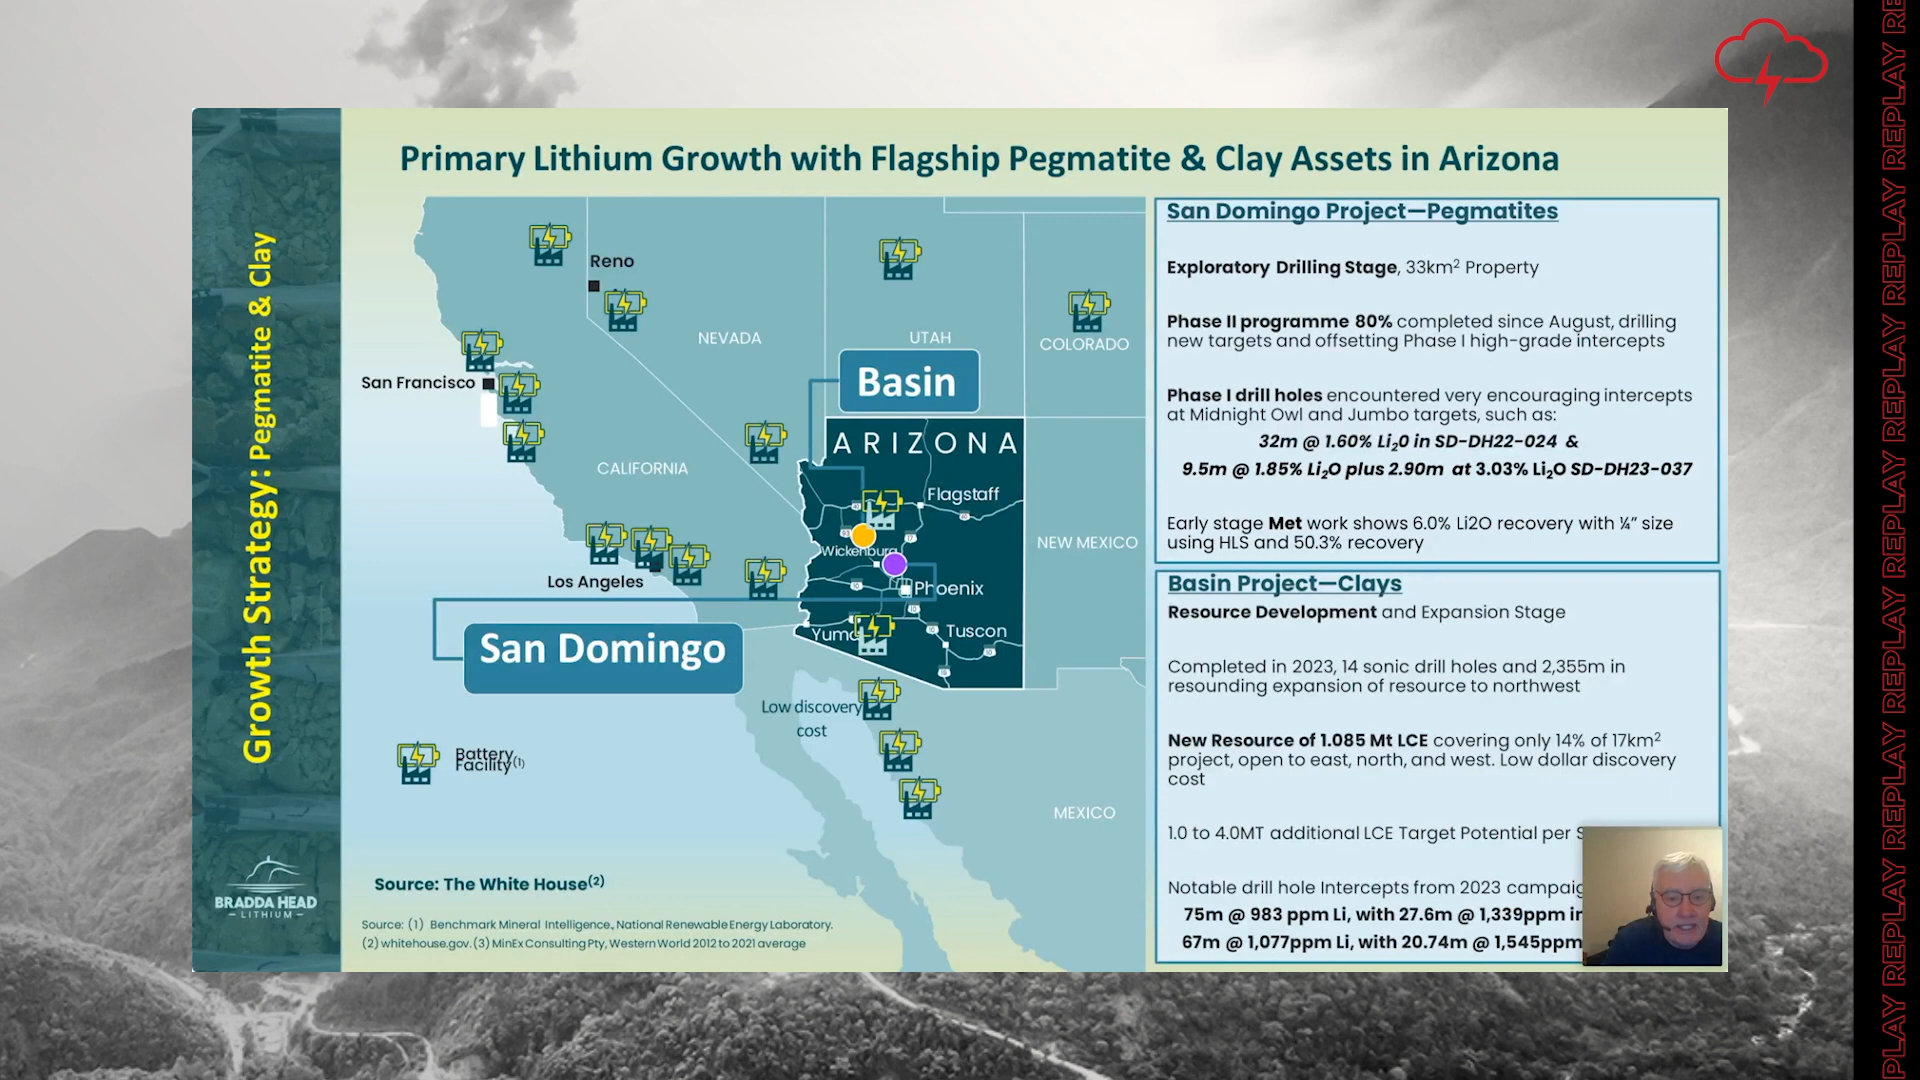 Primary Lithium Growth with Flagship Pegmatite & Clay Assets in Arizona
Growth Strategy: Pegmatite & Clay
BRADDA HEAD
LITHIUM
Reno
NEVADA
UTAH
COLORADO
San Francisco
Basin
ARIZONA
CALIFORNIA
Flagstaff
Wickenburg
NEW MEXICO
Los Angeles
Phoenix
Yuma
Tuscon
San Domingo
Low discovery
cost
Battery
Facility(1)
MEXICO
Source: The White House(2)
Source: (1) Benchmark Mineral Intelligence, National Renewable Energy Laboratory.
(2) whitehouse.gov. (3) MinEx Consulting Pty, Western World 2012 to 2021 average
San Domingo Project—Pegmatites
Exploratory Drilling Stage, 33km2 Property
Phase II programme 80% completed since August, drilling
new targets and offsetting Phase I high-grade intercepts
Phase I drill holes encountered very encouraging intercepts
at Midnight Owl and Jumbo targets, such as:
32m @ 1.60% Li20 in SD-DH22-024 &
9.5m @ 1.85% Li2O plus 2.90m at 3.03% Li2O SD-DH23-037
Early stage Met work shows 6.0% Li2O recovery with ¼” size
using HLS and 50.3% recovery
Basin Project—Clays
Resource Development and Expansion Stage
Completed in 2023, 14 sonic drill holes and 2,355m in
resounding expansion of resource to northwest
New Resource of 1.085 Mt LCE covering only 14% of 17km2
project, open to east, north, and west. Low dollar discovery
cost
1.0 to 4.0MT additional LCE Target Potential per
Notable drill hole Intercepts from 2023
75m @ 983 ppm Li, with 27.6m @ 1,339ppm in
67m @ 1,077ppm Li, with 20.74m @ 1,545ppm
REPLAY REPLAY REPLAY REPLAY REPLAY REPLAY REPLAY REPLAY REPLAY